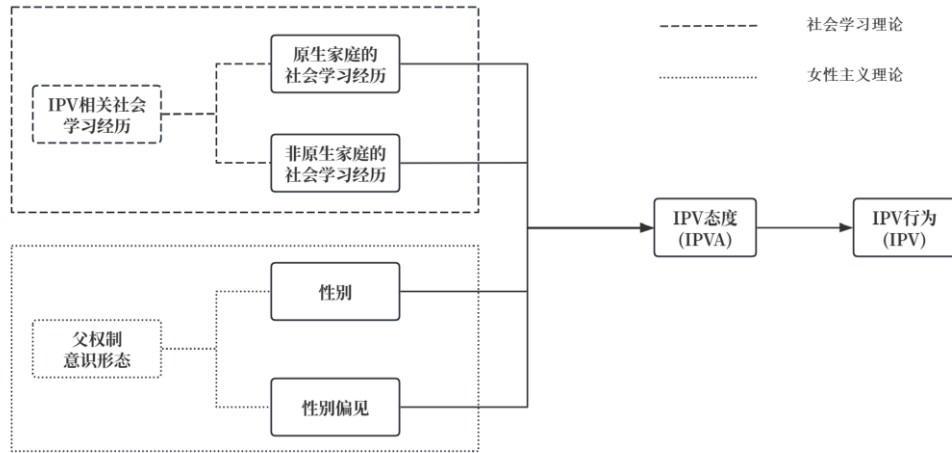 社会学习理论
女性主义理论
原生家庭的
社会学习经历
IPV相关社会
学习经历
非原生家庭的
社会学习经历
IPV态度
(IPVA)
IPV行为
(IPV)
性别
父权制
意识形态
性别偏见